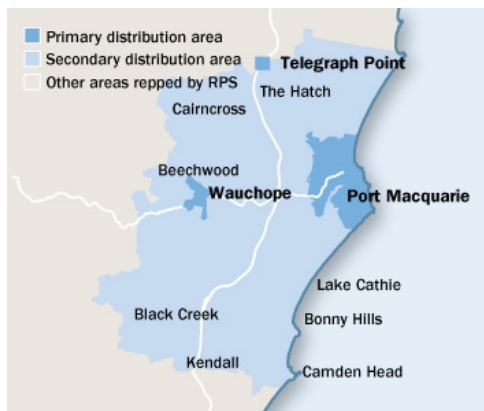 Primary distribution area
Secondary distribution area
Other areas repped by RPS
Telegraph Point
The Hatch
Cairncross
Beechwood
Wauchope
Port Macquarie
Lake Cathie
Black Creek
Bonny Hills
Kendall
Camden Head